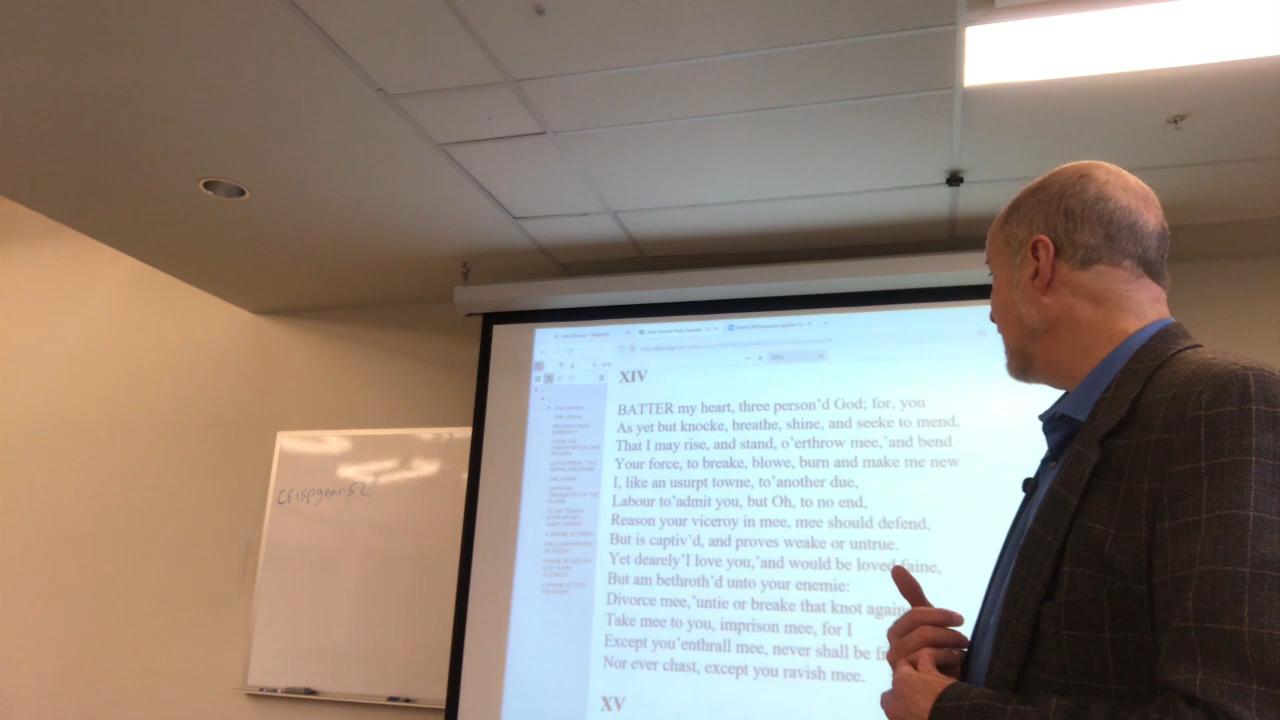 crispgear52
XIV
BATTER my heart, three person'd God; for, you
As yet but knocke, breathe, shine, and seeke to mend,
That I may rise, and stand, o'erthrow mee,'and bend
Your force, to breake, blowe, burn and make me new
I, like an usurpt towne, to'another due,
Labour to'admit you, but Oh, to no end,
Reason your viceroy in mee, mee should defend,
But is captiv'd, and proves weake or untrue.
Yet dearely'I love you,'and would be loved faine,
But am bethroth'd unto your enemie:
Divorce mee,'untie or breake that knot again
Take mee to you, imprison mee, for I
Except you'enthrall mee, never shall be
Nor ever chast, except you ravish mee.
XV